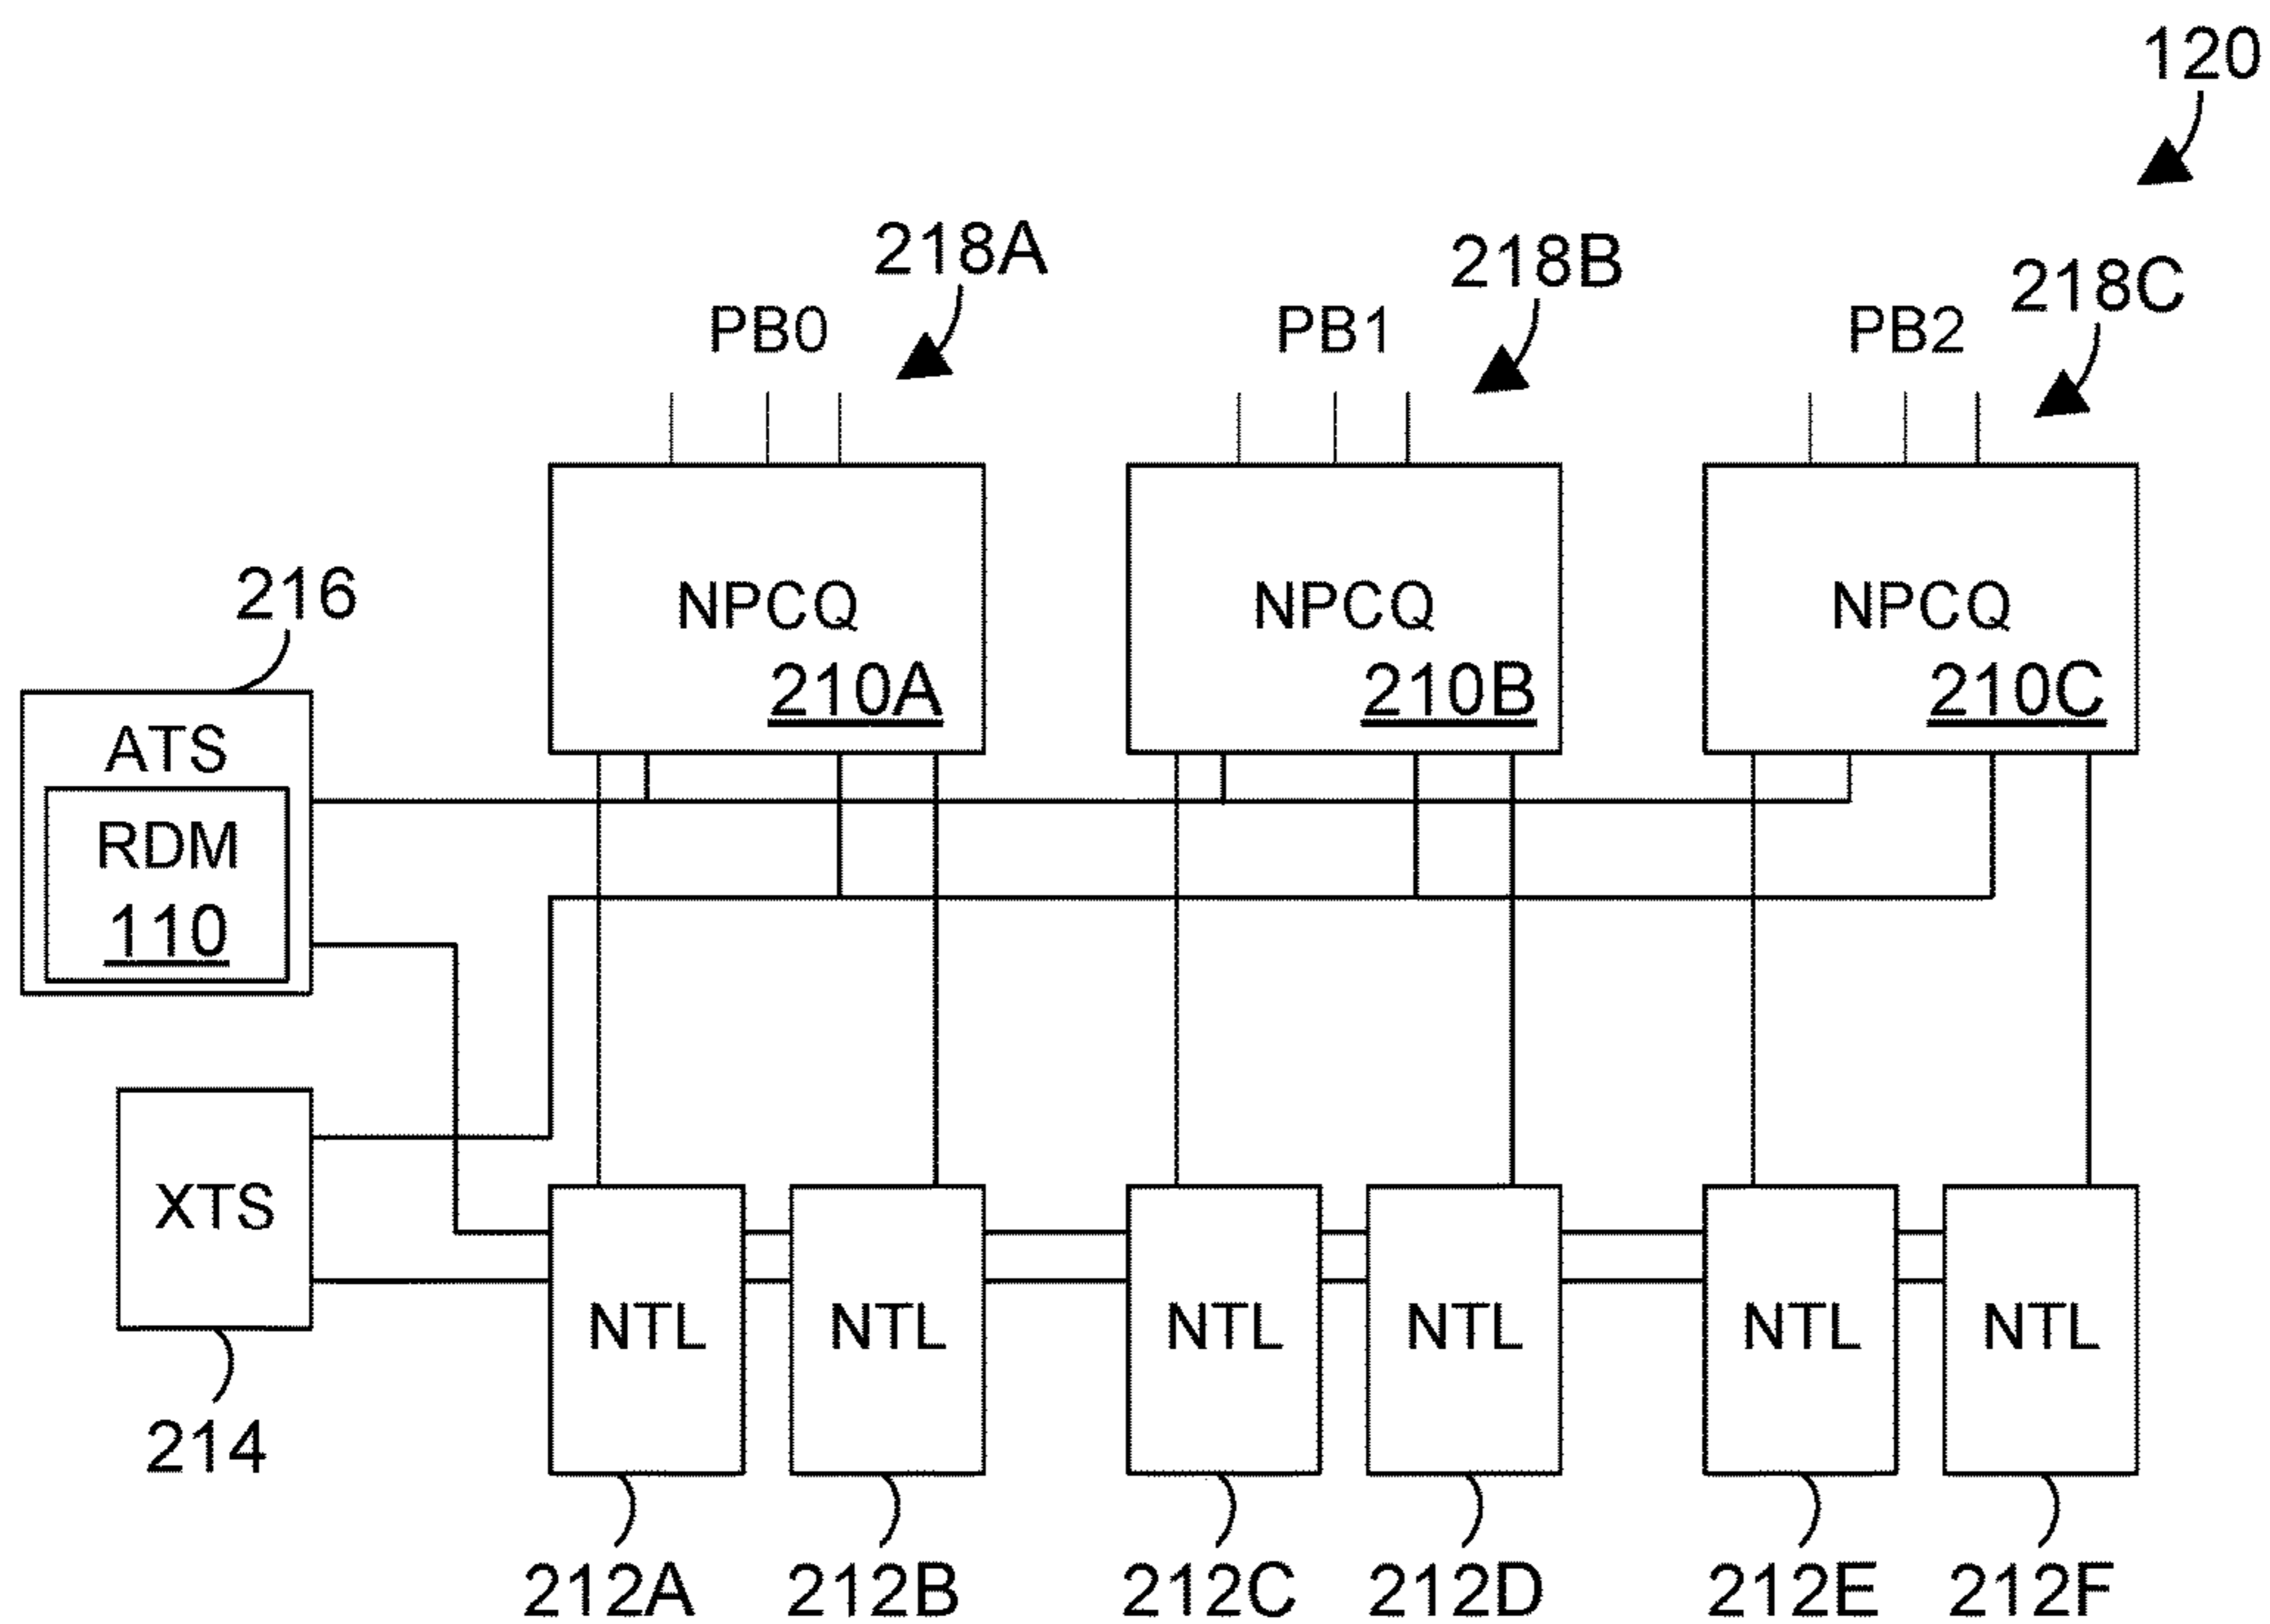 120
218A
218B
218C
PB0
PB1
PB2
NPCQ
210A
NPCQ
210B
NPCQ
210C
216
ATS
RDM
110
XTS
214
NTL
NTL
NTL
NTL
NTL
NTL
212A
212B
212C
212D
212E
212F